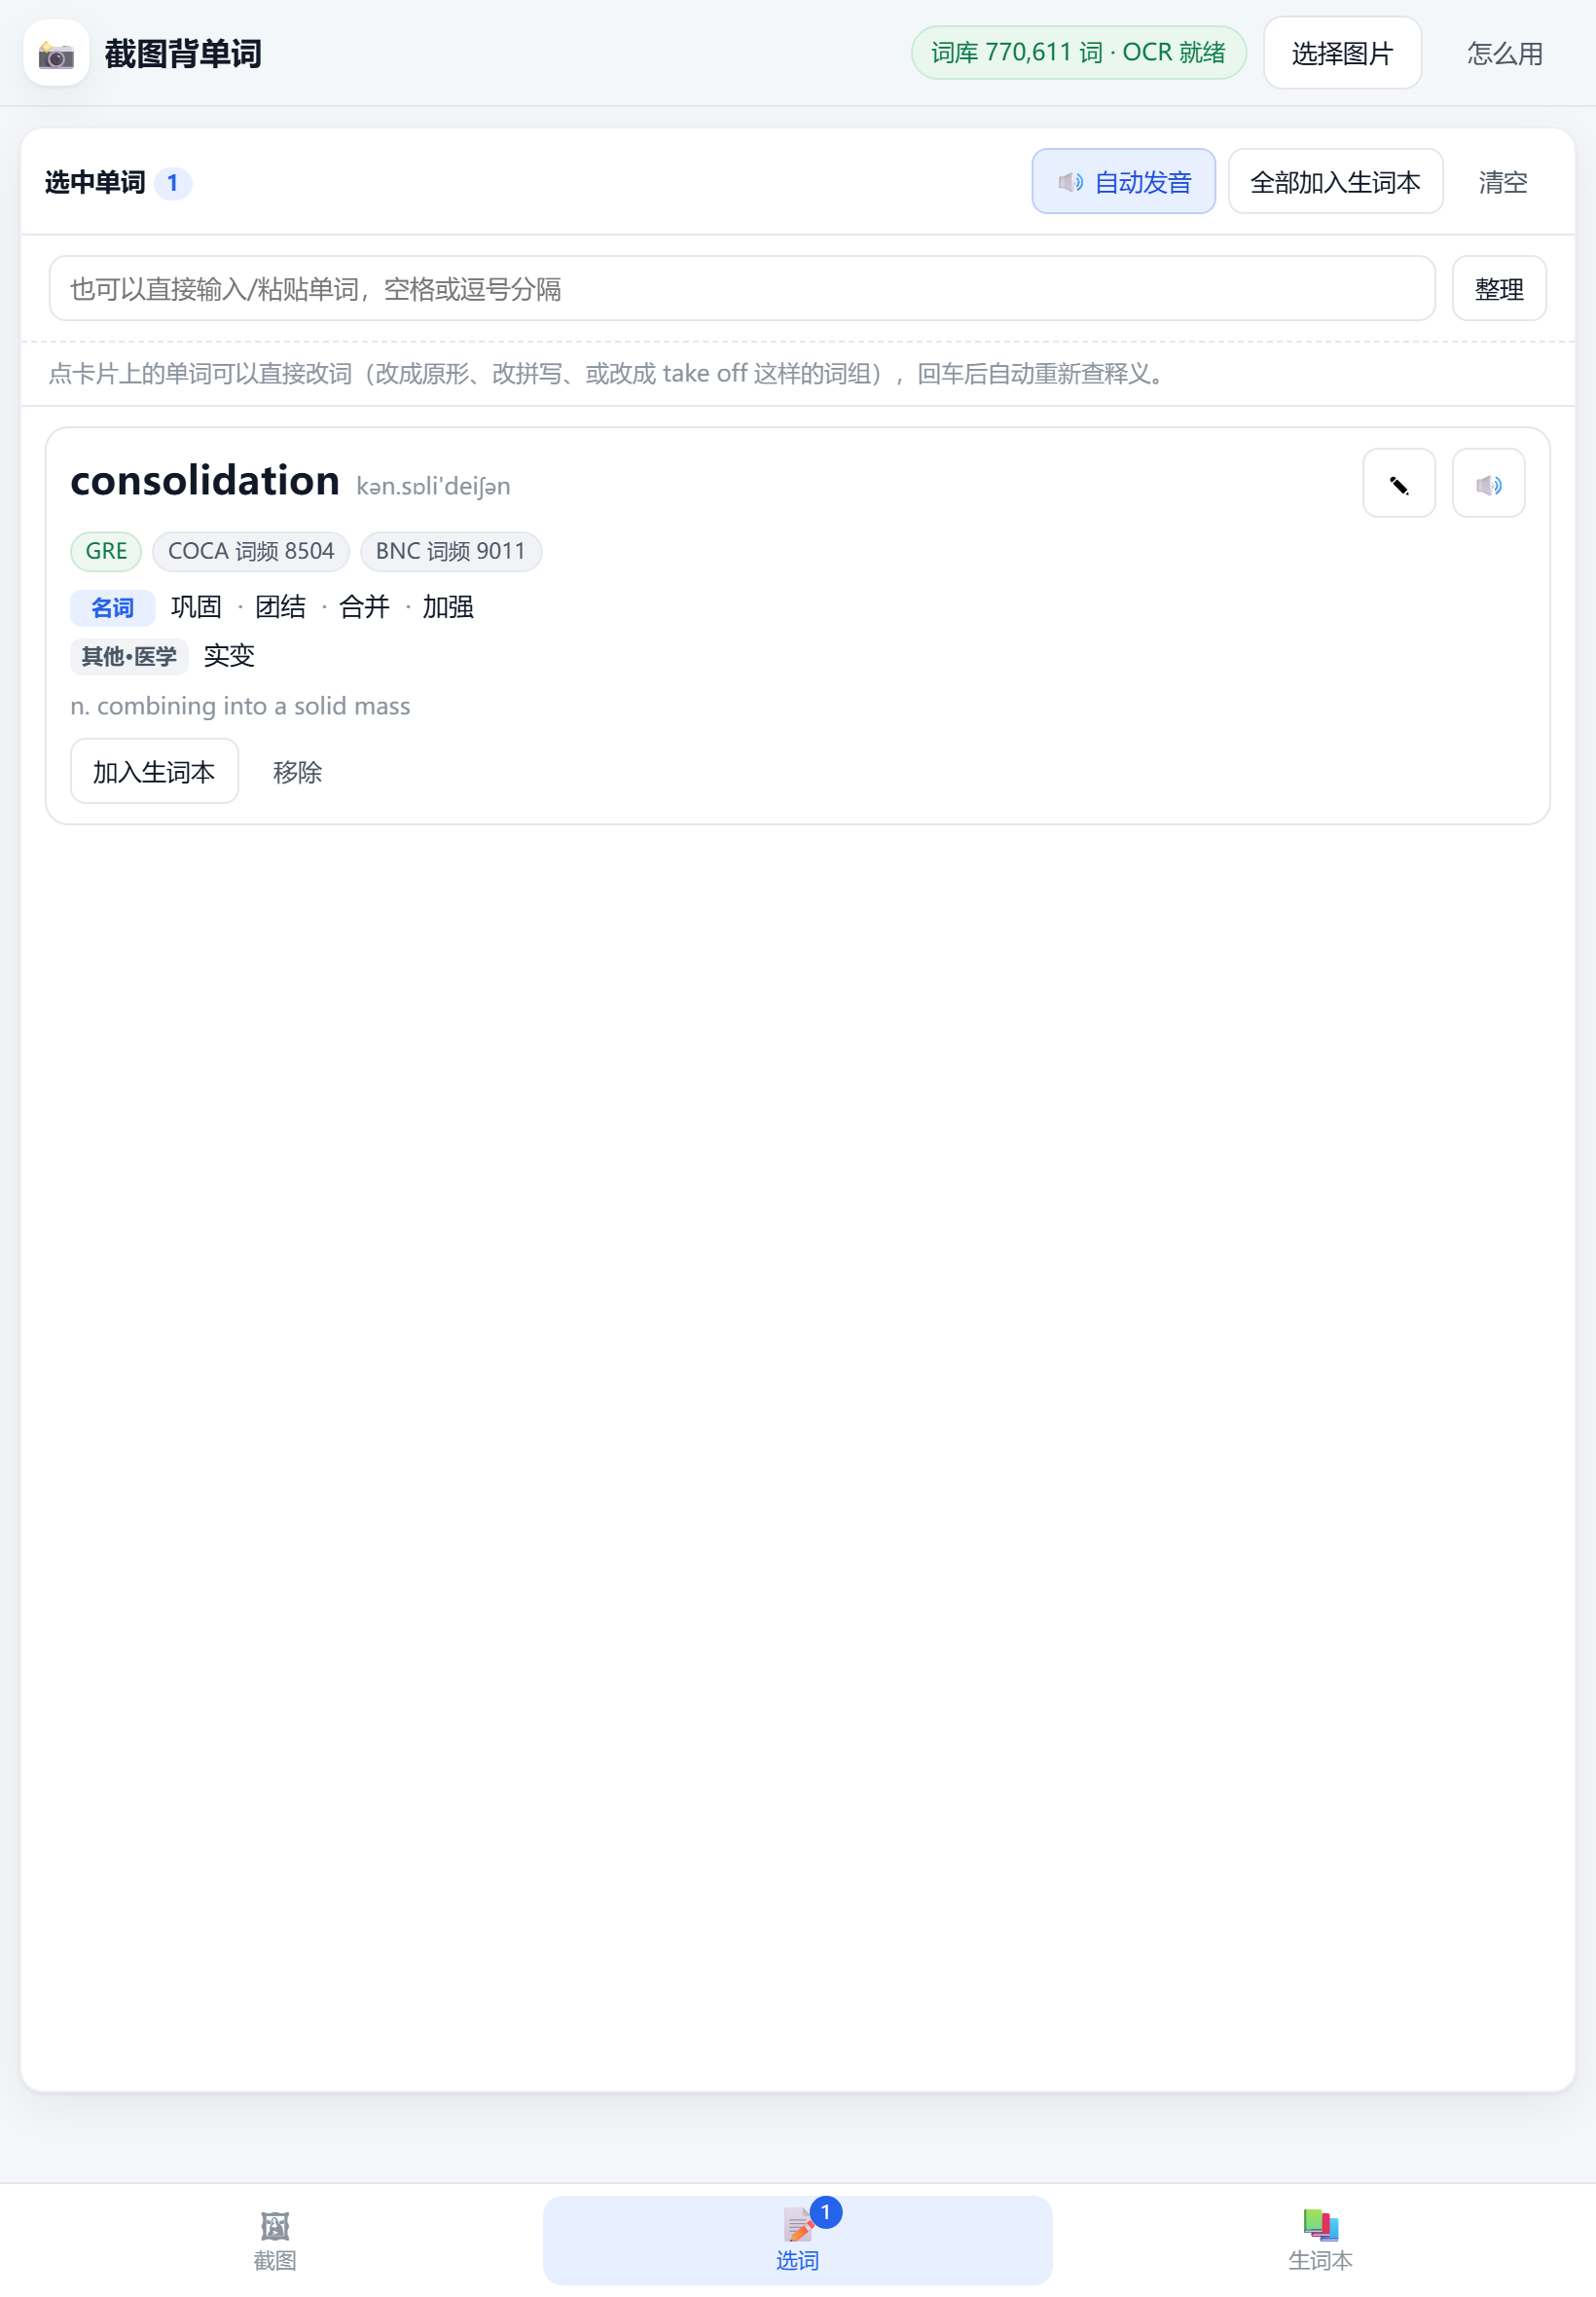 截图背单词
词库 770,611 词 · OCR 就绪
选择图片
怎么用
选中单词 1
自动发音
全部加入生词本
清空
也可以直接输入/粘贴单词，空格或逗号分隔
整理
点卡片上的单词可以直接改词（改成原形、改拼写、或改成 take off 这样的词组），回车后自动重新查释义。
consolidation kən.sɒli'deiʃən
GRE COCA 词频 8504 BNC 词频 9011
名词 巩固 · 团结 · 合并 · 加强
其他•医学 实变
n. combining into a solid mass
加入生词本 移除
1
截图 选词 生词本